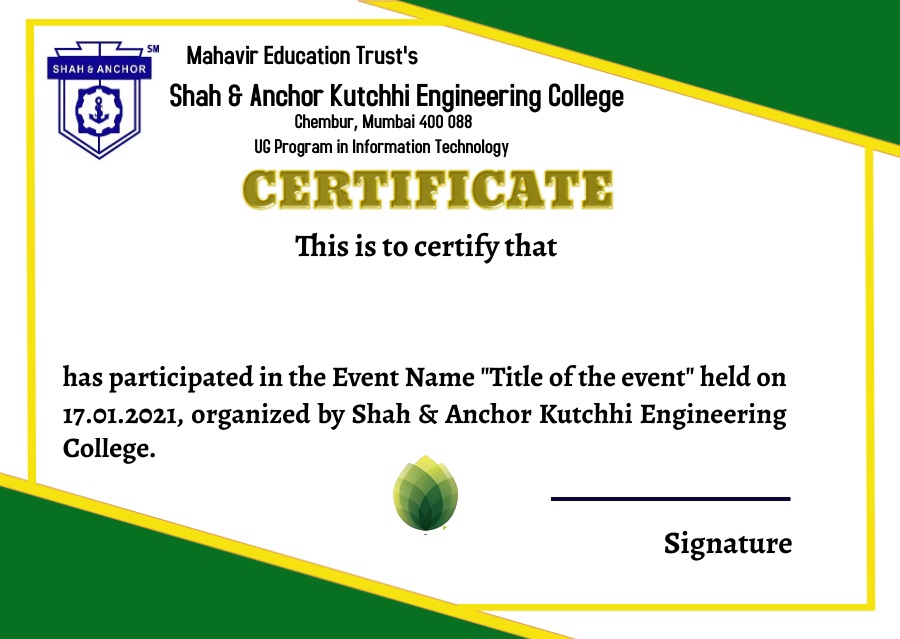 SHAH & ANCHOR
SM
Mahavir Education Trust's
Shah & Anchor Kutchhi Engineering College
Chembur, Mumbai 400 088
UG Program in Information Technology
CERTIFICATE
This is to certify that
has participated in the Event Name "Title of the event" held on
17.01.2021, organized by Shah & Anchor Kutchhi Engineering
College.
Signature